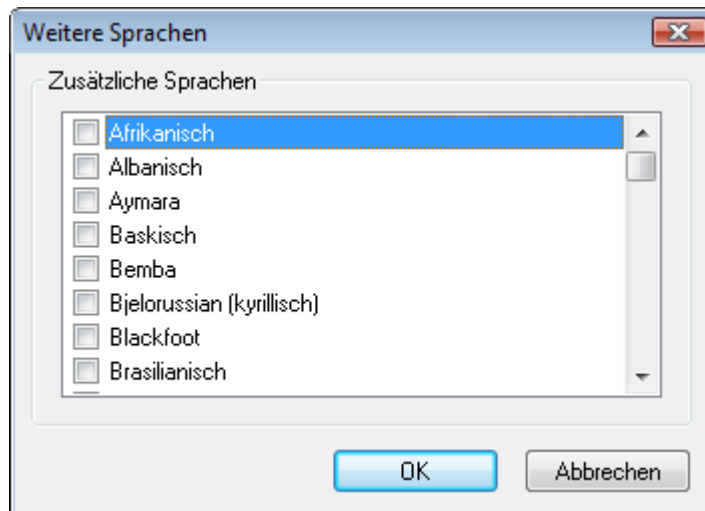 Weitere Sprachen
Zusätzliche Sprachen
Afrikanisch
Albanisch
Aymara
Baskisch
Bemba
Bjelorussian (kyrillisch)
Blackfoot
Brasilianisch
OK
Abbrechen